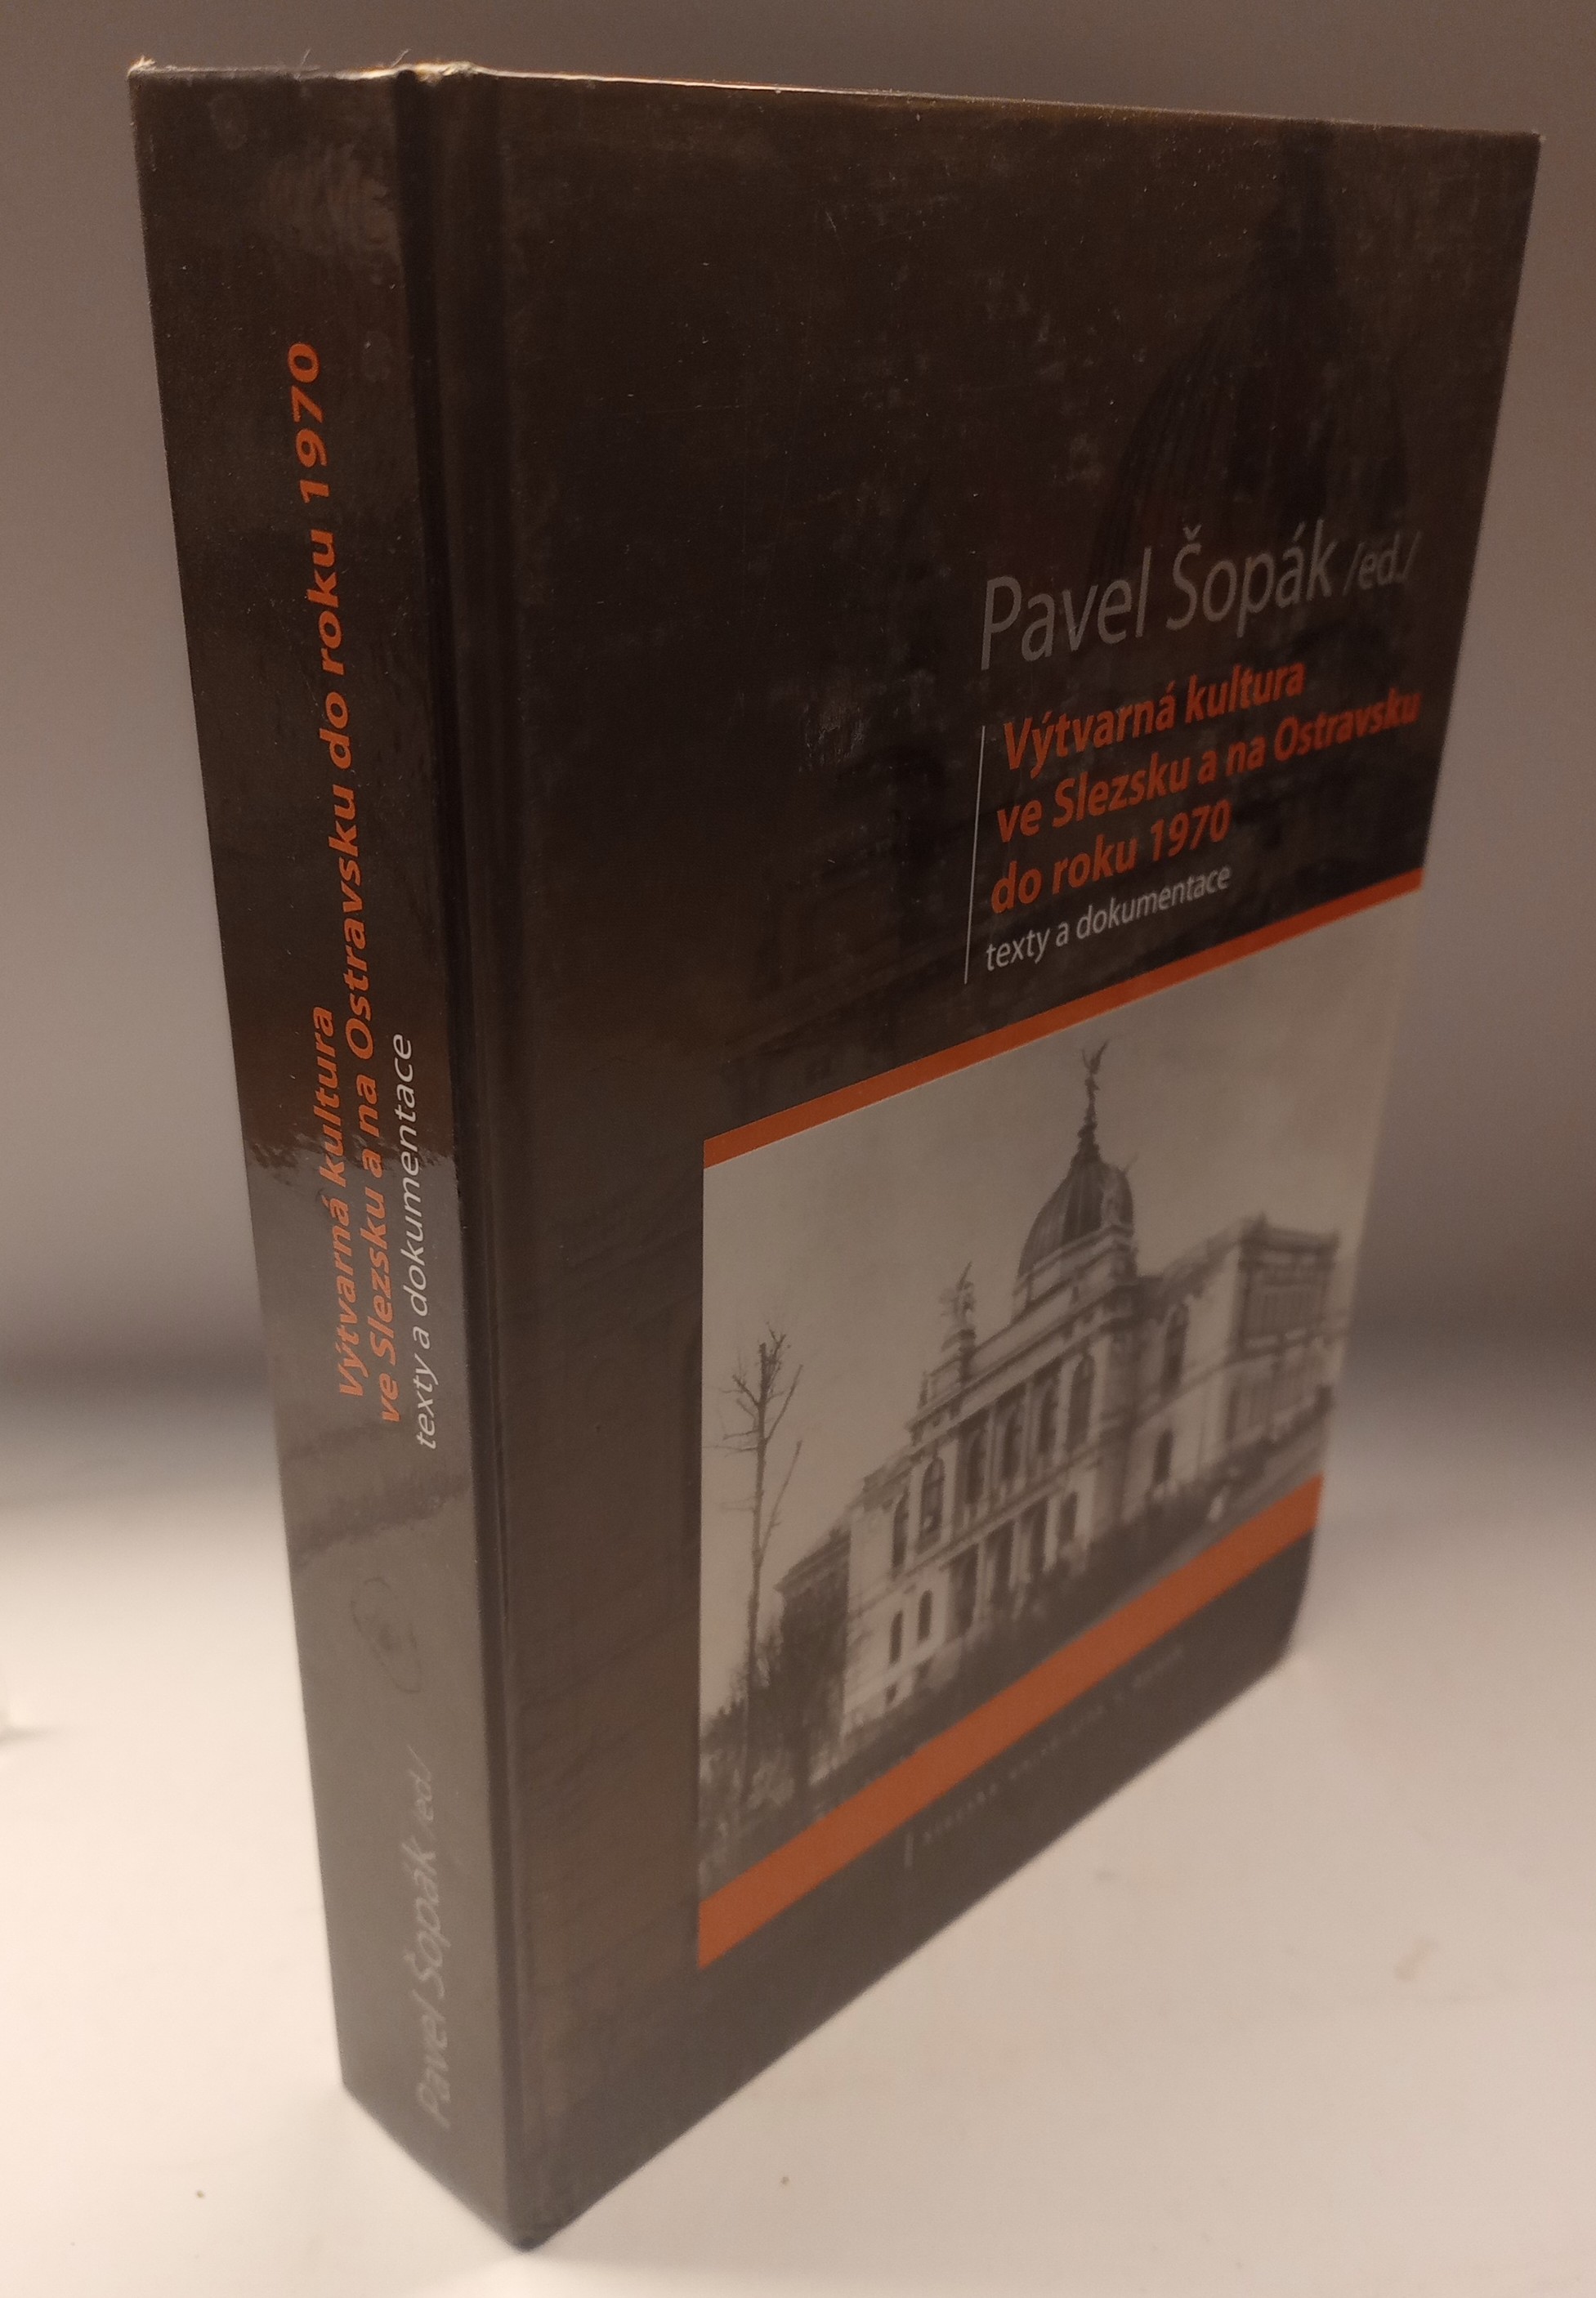 Výtvarná kultura
ve Slezsku a na Ostravsku do roku 1970
texty a dokumentace
Pavel Šopák /ed./
Pavel Šopák /ed./
Výtvarná kultura
ve Slezsku a na Ostravsku
do roku 1970
texty a dokumentace